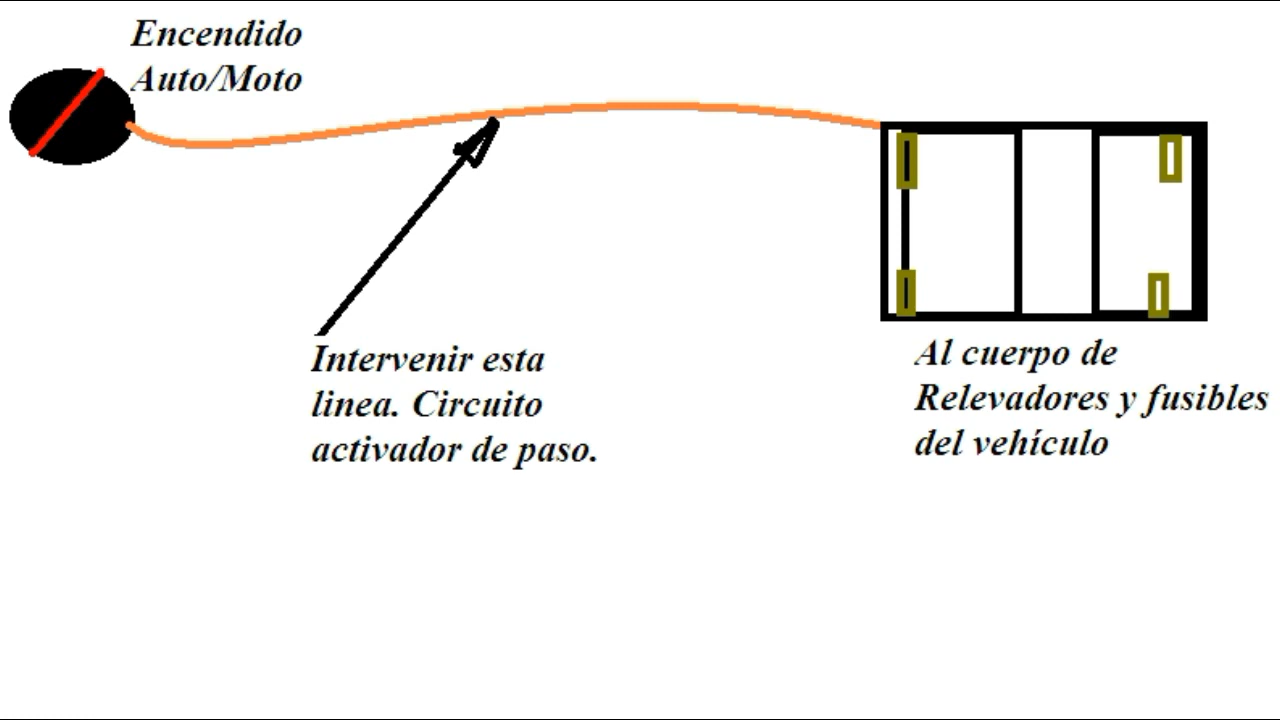 Encendido
Auto/Moto
Intervenir esta
linea. Circuito
activador de paso.
Al cuerpo de
Relevadores y fusibles
del vehículo